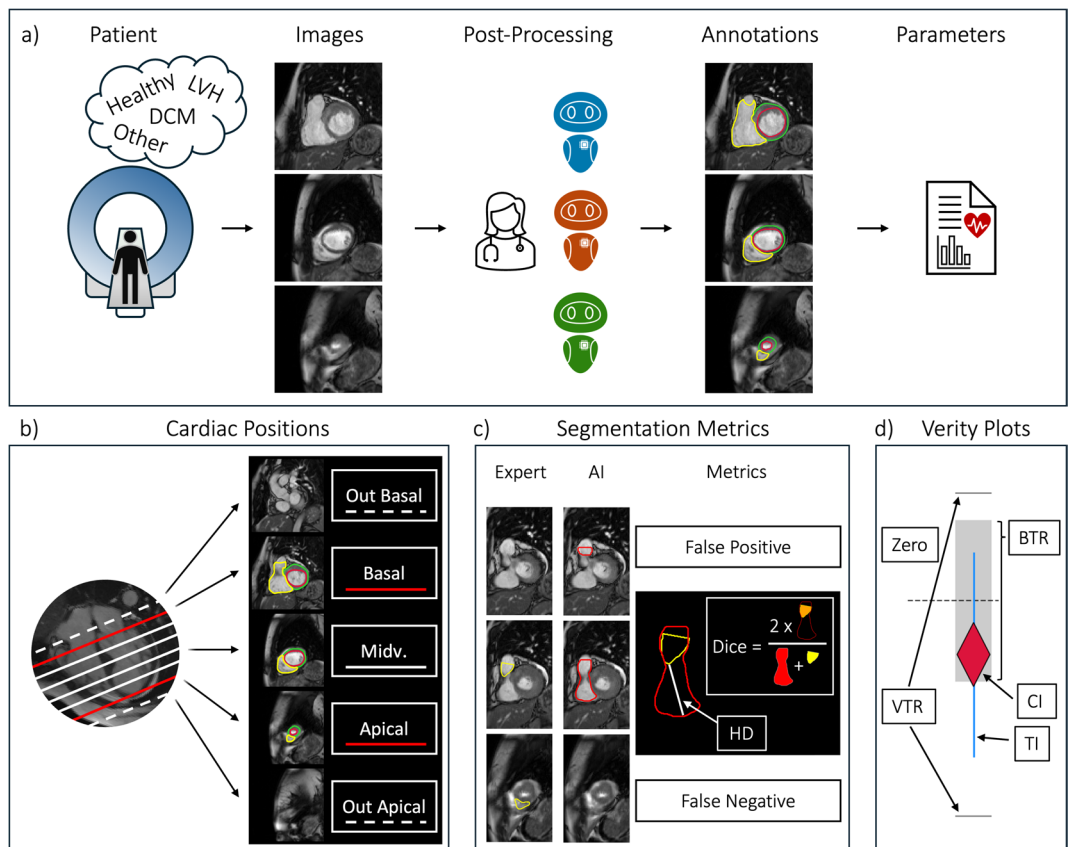 a)
Patient
Images
Post-Processing
Annotations
Parameters
Healthy
LVH
DCM
Other
b)
Cardiac Positions
Out Basal
Basal
Midv.
Apical
Out Apical
c)
Segmentation Metrics
Expert
AI
Metrics
False Positive
Dice =
2 x
+
HD
False Negative
d)
Verity Plots
Zero
BTR
VTR
CI
TI